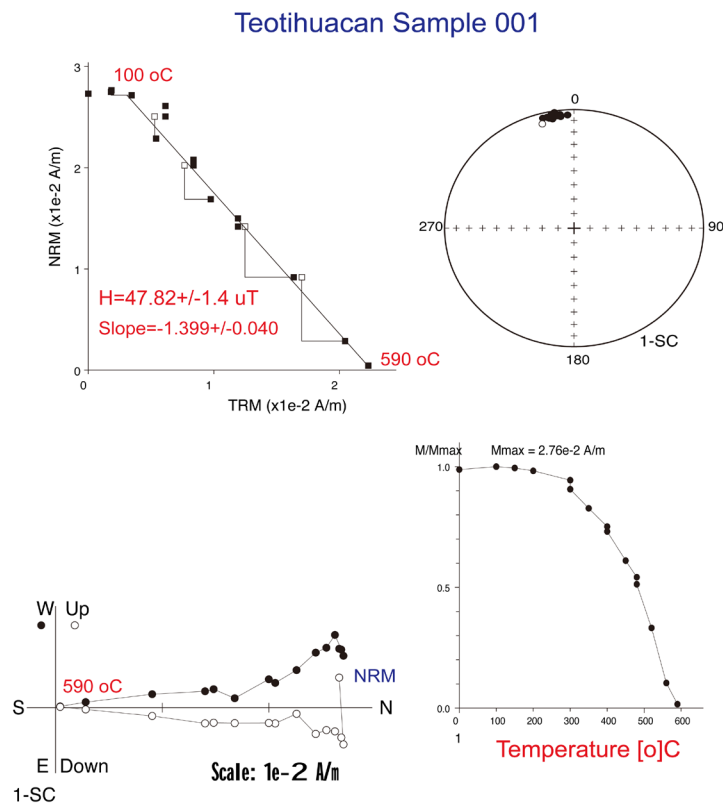 Teotihuacan Sample 001
3
100 oC
NRM (x1e-2 A/m)
2
1
H=47.82+/-1.4 uT
Slope=-1.399+/-0.040
590 oC
0
0
1
2
TRM (x1e-2 A/m)
0
270
90
180
1-SC
M/Mmax
Mmax = 2.76e-2 A/m
1.0
0.5
0
0 100 200 300 400 500 600
1
Temperature [o]C
W Up
590 oC
NRM
S
N
E Down
Scale: 1e-2 A/m
1-SC